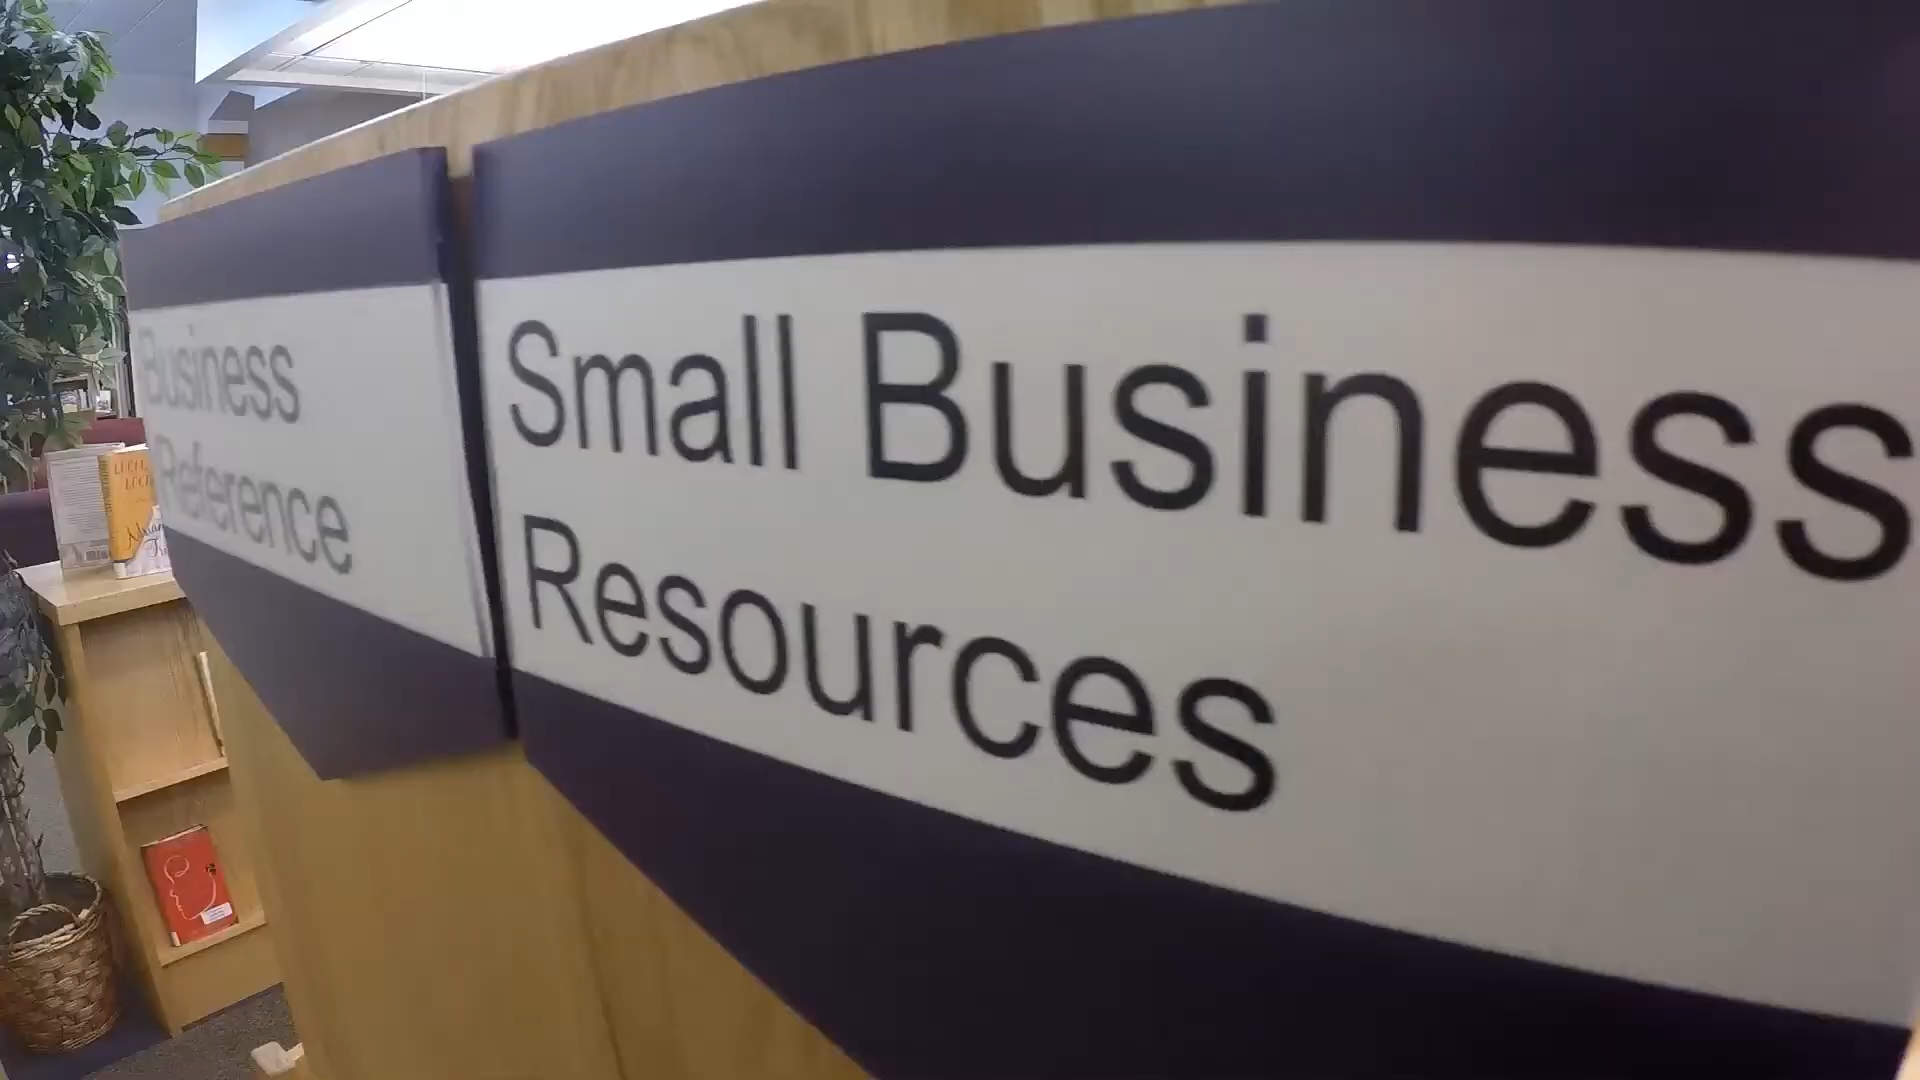 Business
Reference
Small Business
Resources